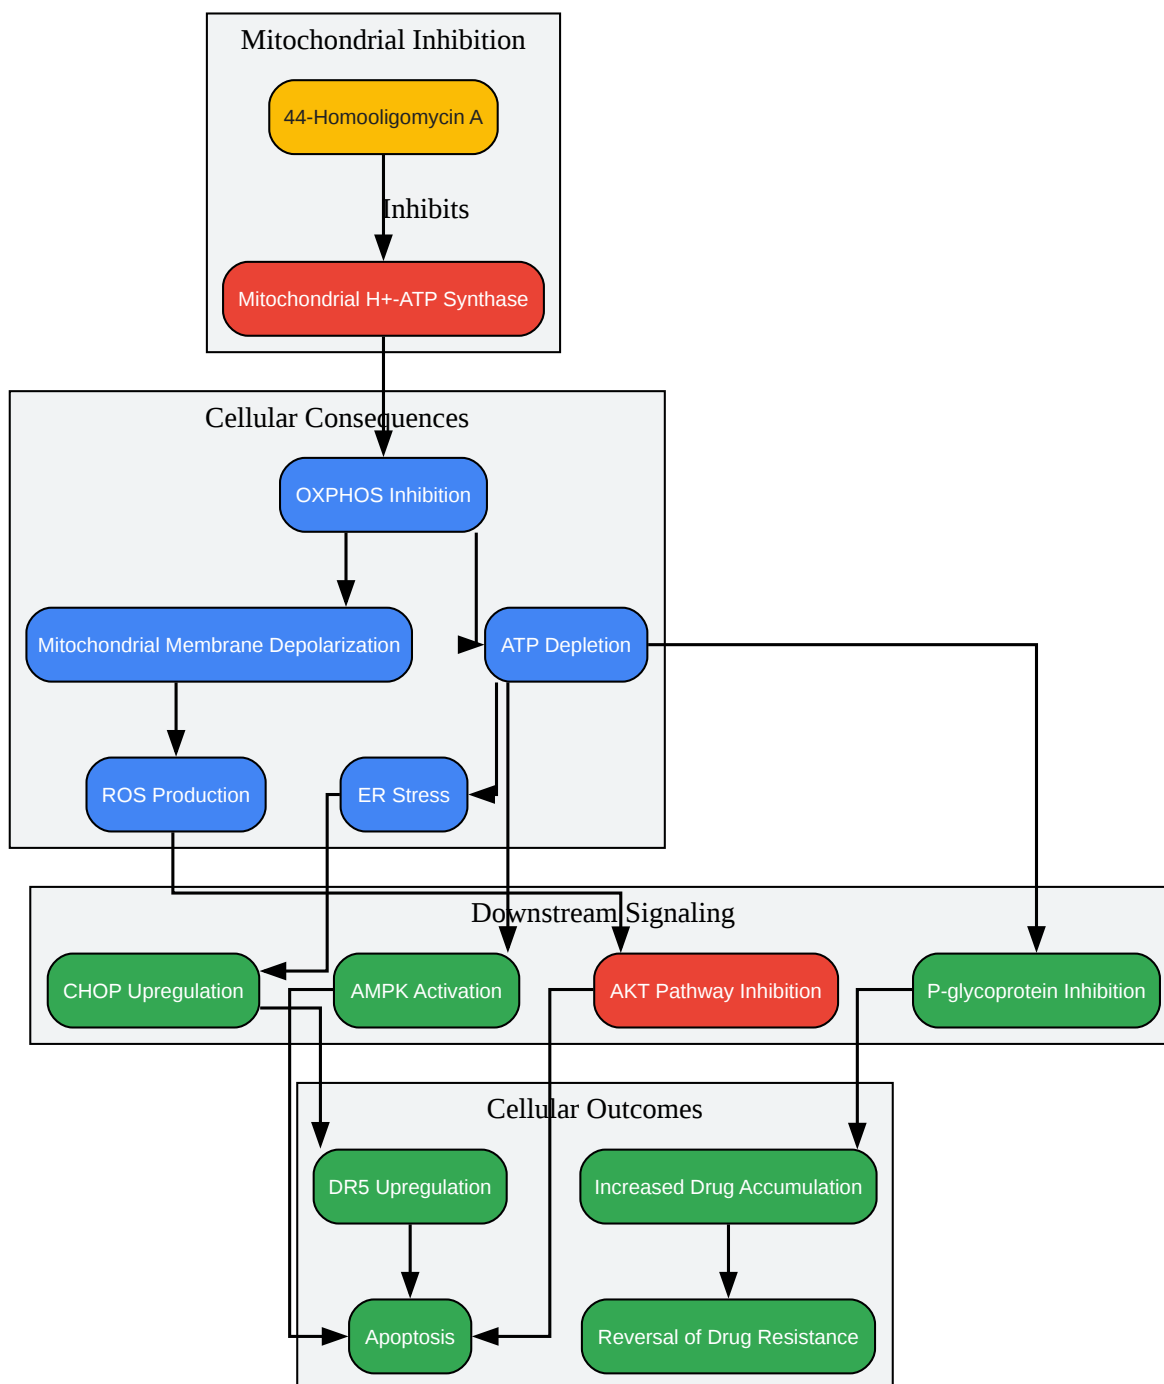 Mitochondrial Inhibition
44-Homooligomycin A
Inhibits
Mitochondrial H+-ATP Synthase
Cellular Consequences
OXPHOS Inhibition
Mitochondrial Membrane Depolarization
ATP Depletion
ROS Production
ER Stress
Downstream Signaling
CHOP Upregulation
AMPK Activation
AKT Pathway Inhibition
P-glycoprotein Inhibition
Cellular Outcomes
DR5 Upregulation
Increased Drug Accumulation
Apoptosis
Reversal of Drug Resistance